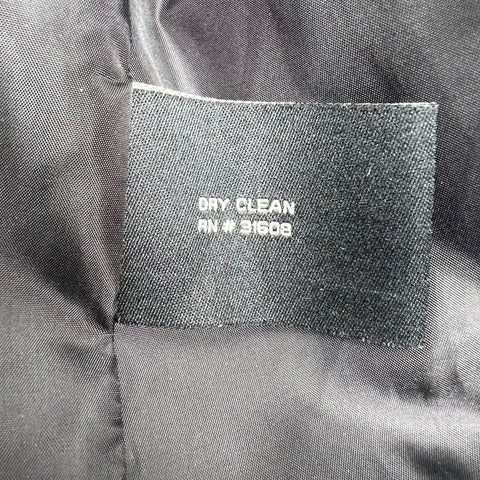 DRY CLEAN
RN # 31608